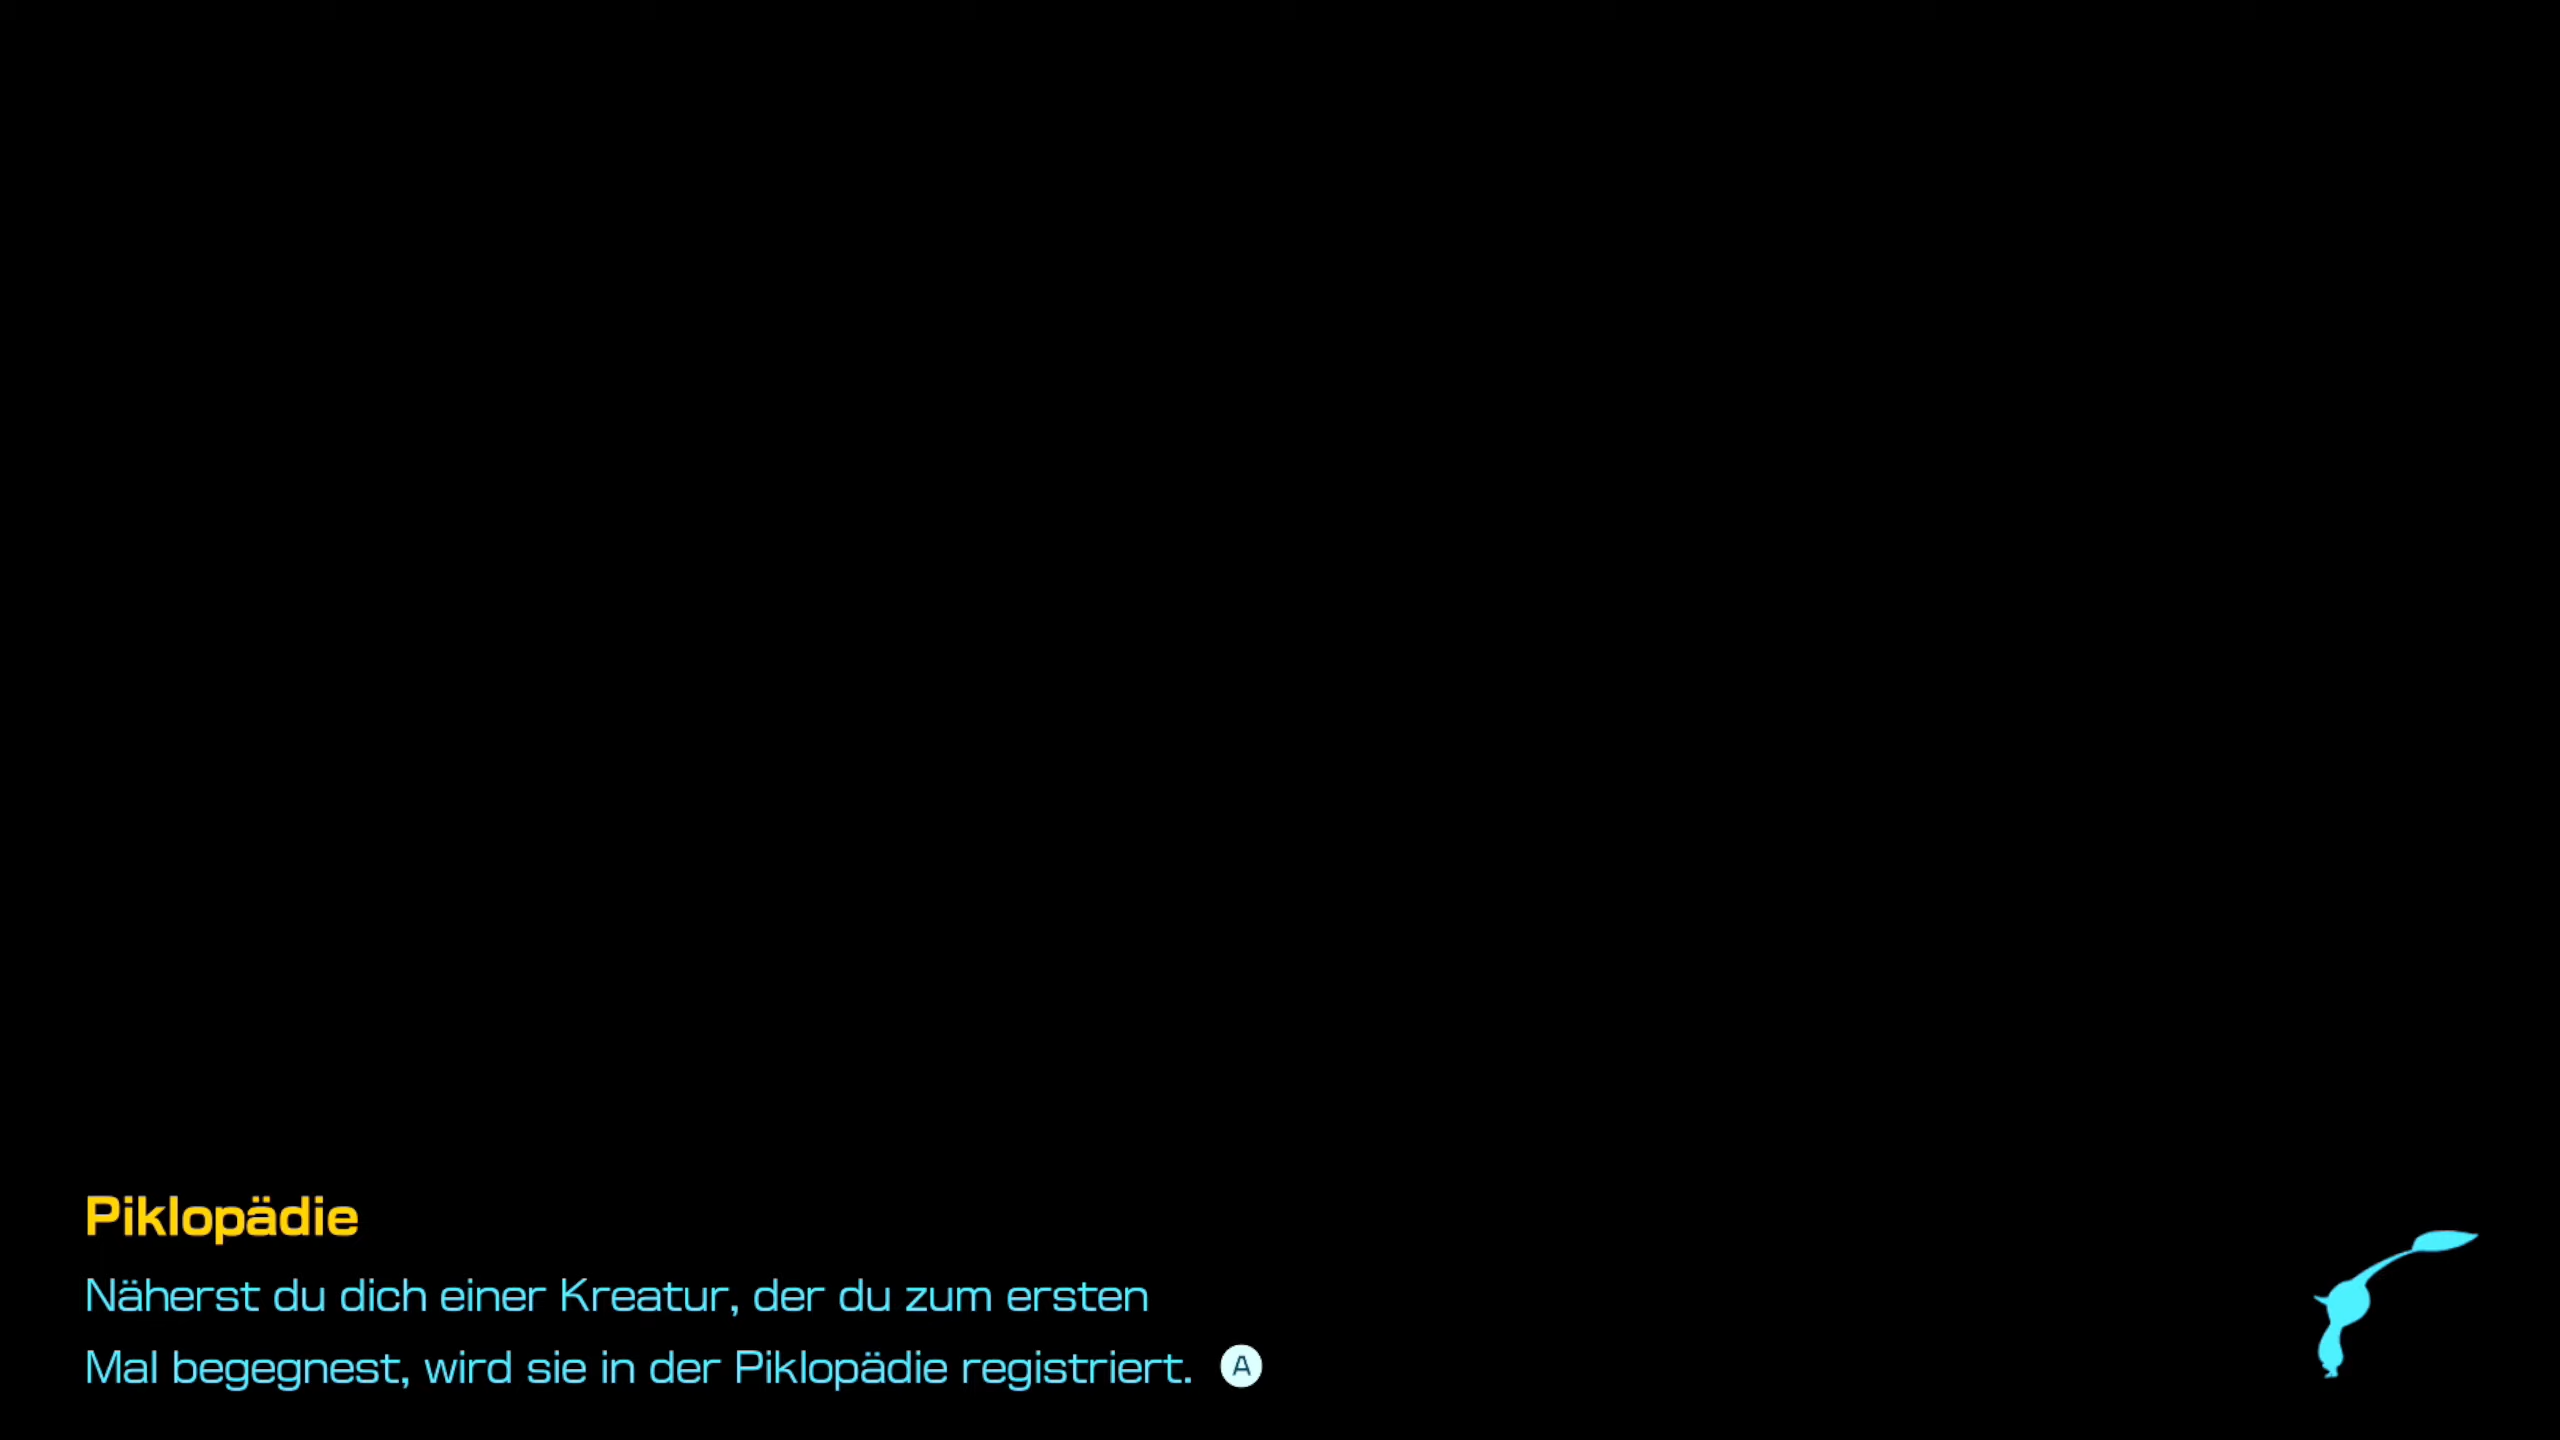 Piklopädie
Näherst du dich einer Kreatur, der du zum ersten
Mal begegnest, wird sie in der Piklopädie registriert. A